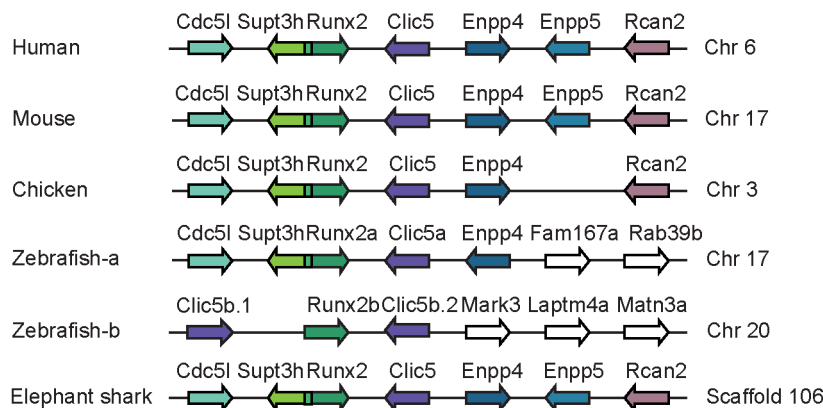 Cdc5l Supt3h Runx2 Clic5 Enpp4 Enpp5 Rcan2
Human Chr 6
Cdc5l Supt3h Runx2 Clic5 Enpp4 Enpp5 Rcan2
Mouse Chr 17
Cdc5l Supt3h Runx2 Clic5 Enpp4 Rcan2
Chicken Chr 3
Cdc5l Supt3h Runx2a Clic5a Enpp4 Fam167a Rab39b
Zebrafish-a Chr 17
Clic5b.1 Runx2b Clic5b.2 Mark3 Laptm4a Matn3a
Zebrafish-b Chr 20
Cdc5l Supt3h Runx2 Clic5 Enpp4 Enpp5 Rcan2
Elephant shark Scaffold 106